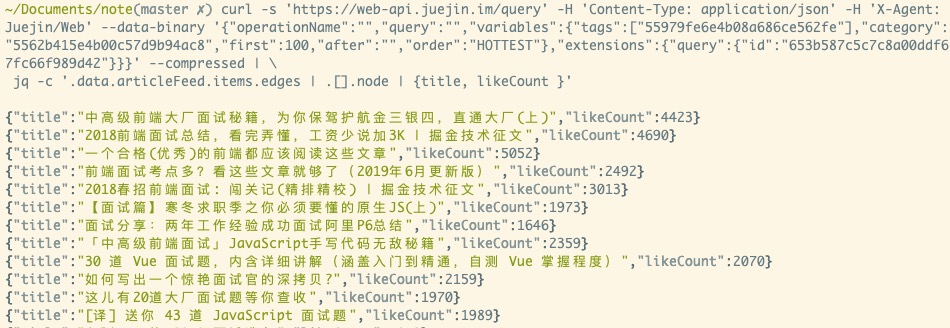 ~/Documents/note(master ✗) curl -s 'https://web-api.juejin.im/query' -H 'Content-Type: application/json' -H 'X-Agent:
Juejin/Web' --data-binary '{"operationName":"","query":"","variables":{"tags":["55979fe6e4b08a686ce562fe"],"category":
"5562b415e4b00c57d9b94ac8","first":100,"after":"","order":"HOTTEST"},"extensions":{"query":{"id":"653b587c5c7c8a00ddf6
7fc66f989d42"}}}' --compressed | \
jq -c '.data.articleFeed.items.edges | .[].node | {title, likeCount }'
{"title":"中高级前端大厂面试秘籍，为你保驾护航金三银四，直通大厂(上)","likeCount":4423}
{"title":"2018前端面试总结，看完弄懂，工资少说加3K | 掘金技术征文","likeCount":4690}
{"title":"一个合格(优秀)的前端都应该阅读这些文章","likeCount":5052}
{"title":"前端面试考点多？看这些文章就够了（2019年6月更新版）","likeCount":2492}
{"title":"2018春招前端面试: 闯关记(精排精校) | 掘金技术征文","likeCount":3013}
{"title":"【面试篇】寒冬求职季之你必须要懂的原生JS(上)","likeCount":1973}
{"title":"面试分享：两年工作经验成功面试阿里P6总结","likeCount":1646}
{"title":"「中高级前端面试」JavaScript手写代码无敌秘籍","likeCount":2359}
{"title":"30 道 Vue 面试题，内含详细讲解（涵盖入门到精通，自测 Vue 掌握程度）","likeCount":2070}
{"title":"如何写出一个惊艳面试官的深拷贝?","likeCount":2159}
{"title":"这儿有20道大厂面试题等你查收","likeCount":1970}
{"title":"[译] 送你 43 道 JavaScript 面试题","likeCount":1989}